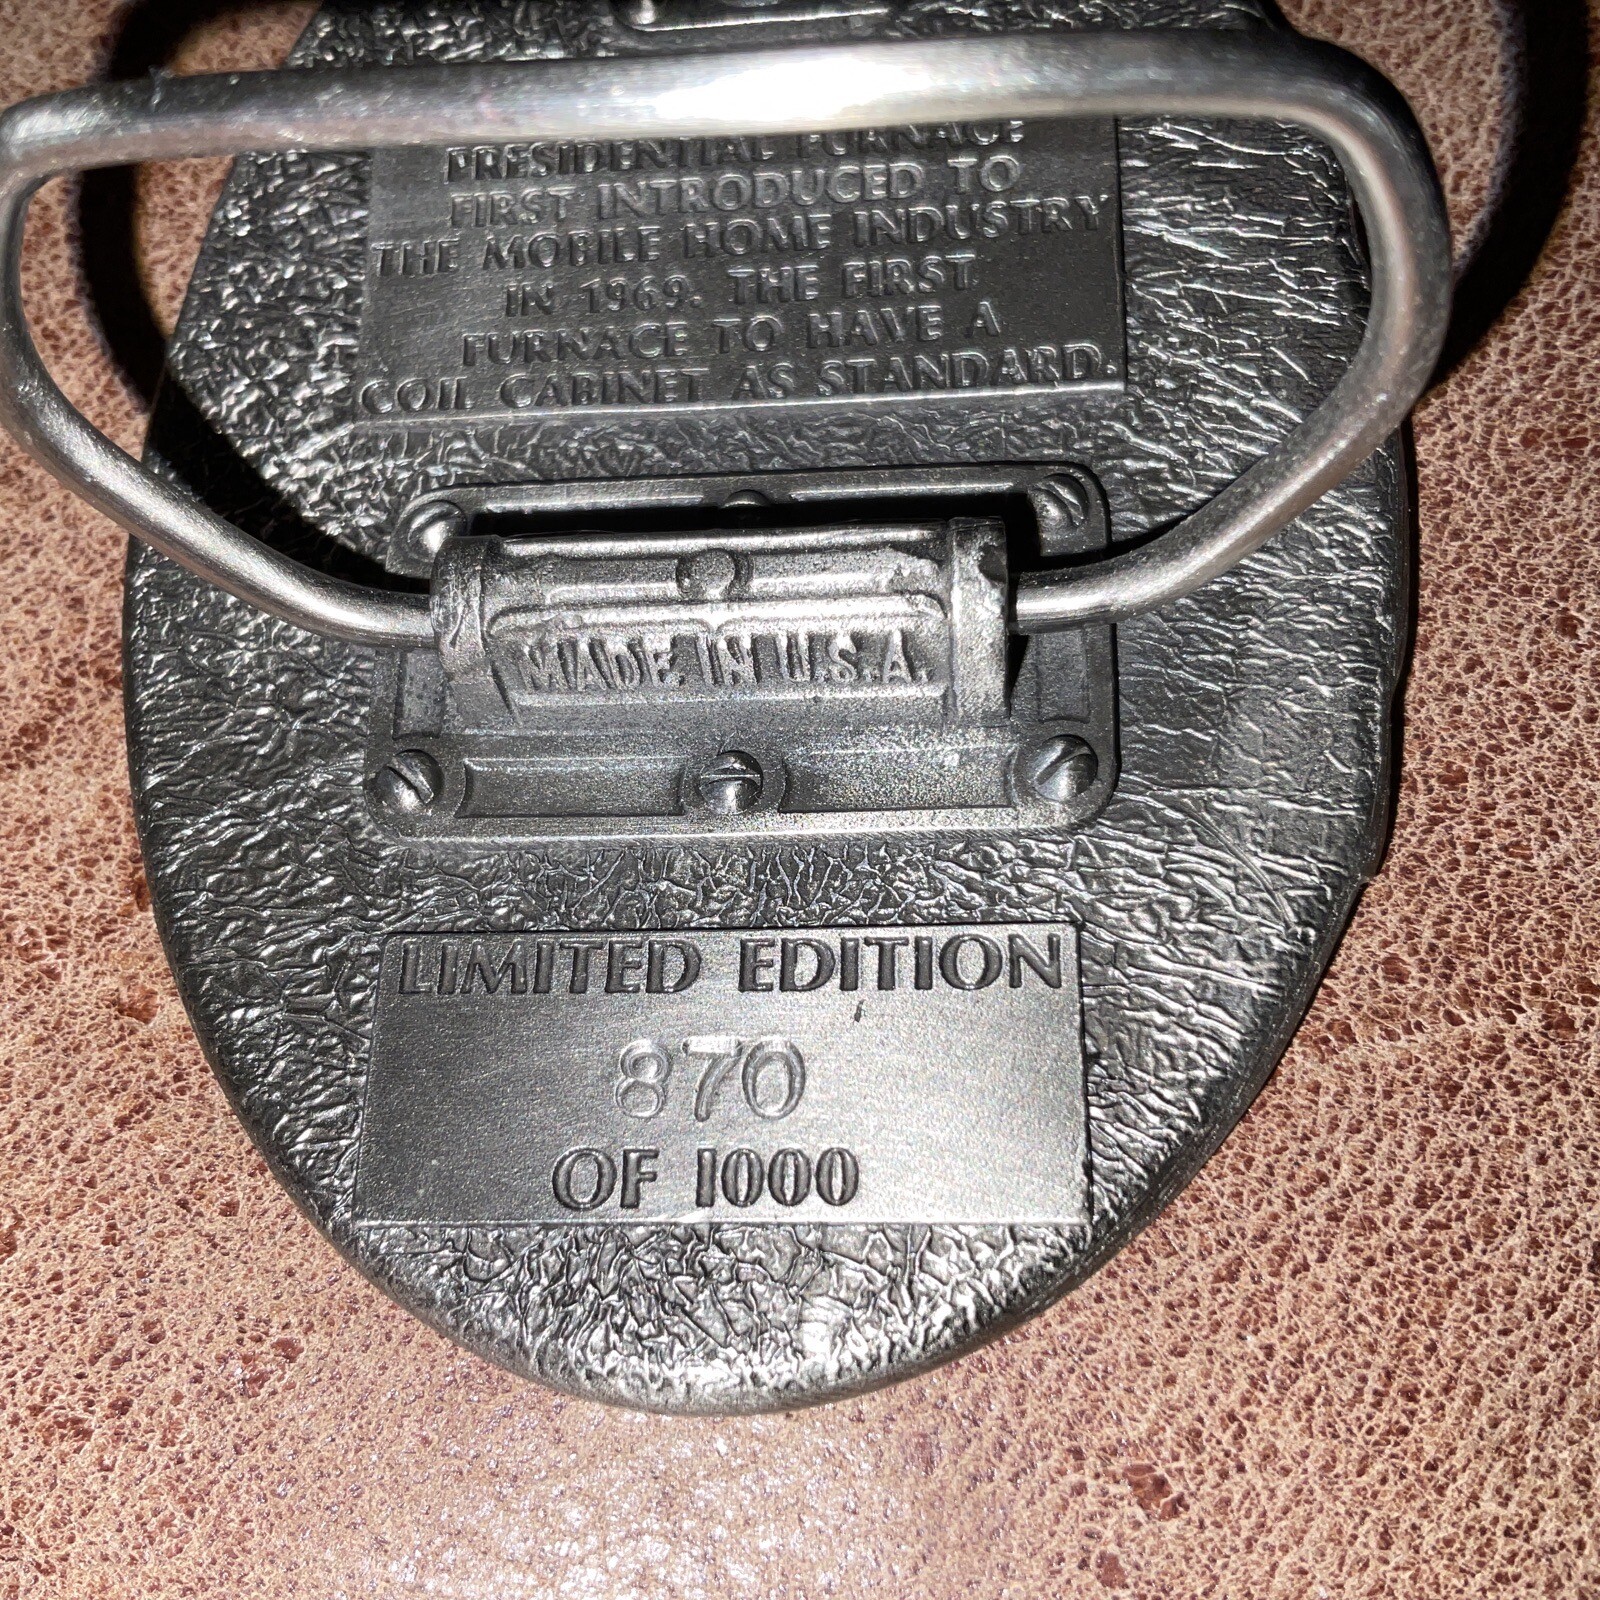 PRESIDENTIAL FURNACE
FIRST INTRODUCED TO
THE MOBILE HOME INDUSTRY
IN 1969. THE FIRST
FURNACE TO HAVE A
COIL CABINET AS STANDARD.
MADE IN U.S.A.
LIMITED EDITION
870
OF 1000